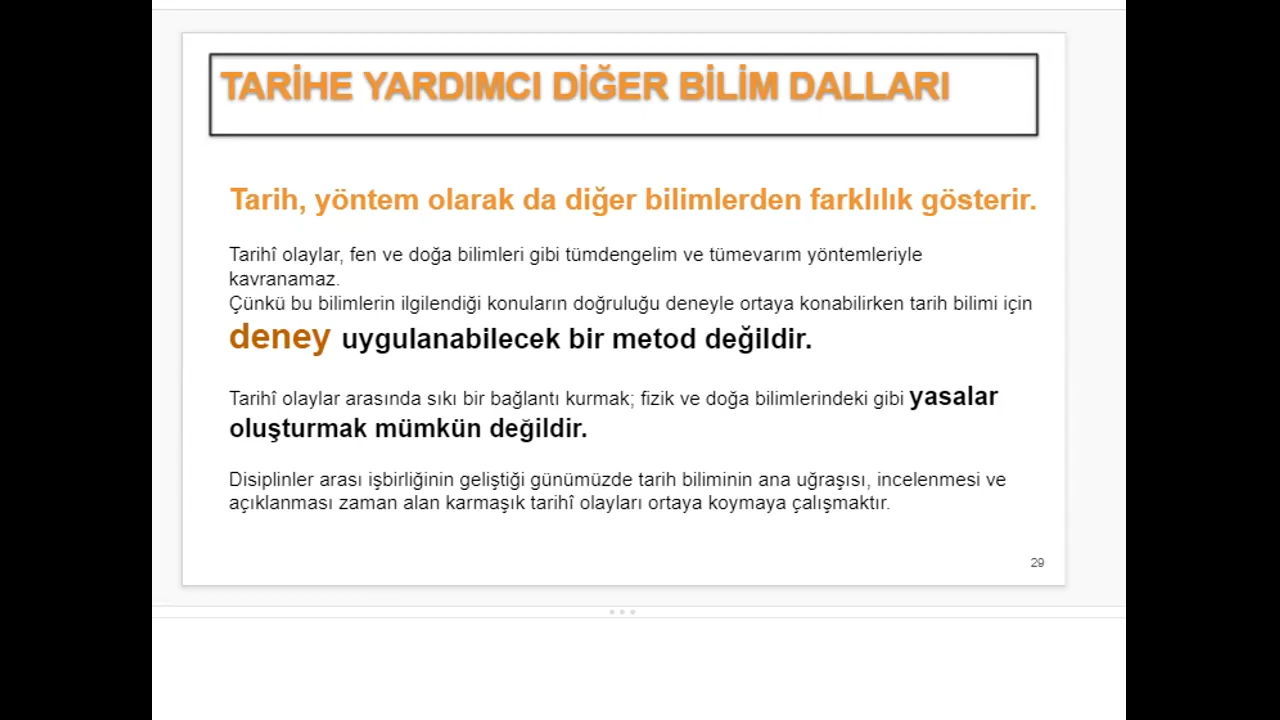 TARİHE YARDIMCI DİĞER BİLİM DALLARI
Tarih, yöntem olarak da diğer bilimlerden farklılık gösterir.
Tarihî olaylar, fen ve doğa bilimleri gibi tümdengelim ve tümevarım yöntemleriyle
kavranamaz.
Çünkü bu bilimlerin ilgilendiği konuların doğruluğu deneyle ortaya konabilirken tarih bilimi için
deney uygulanabilecek bir metod değildir.
Tarihî olaylar arasında sıkı bir bağlantı kurmak; fizik ve doğa bilimlerindeki gibi yasalar
oluşturmak mümkün değildir.
Disiplinler arası işbirliğinin geliştiği günümüzde tarih biliminin ana uğraşısı, incelenmesi ve
açıklanması zaman alan karmaşık tarihî olayları ortaya koymaya çalışmaktır.
29